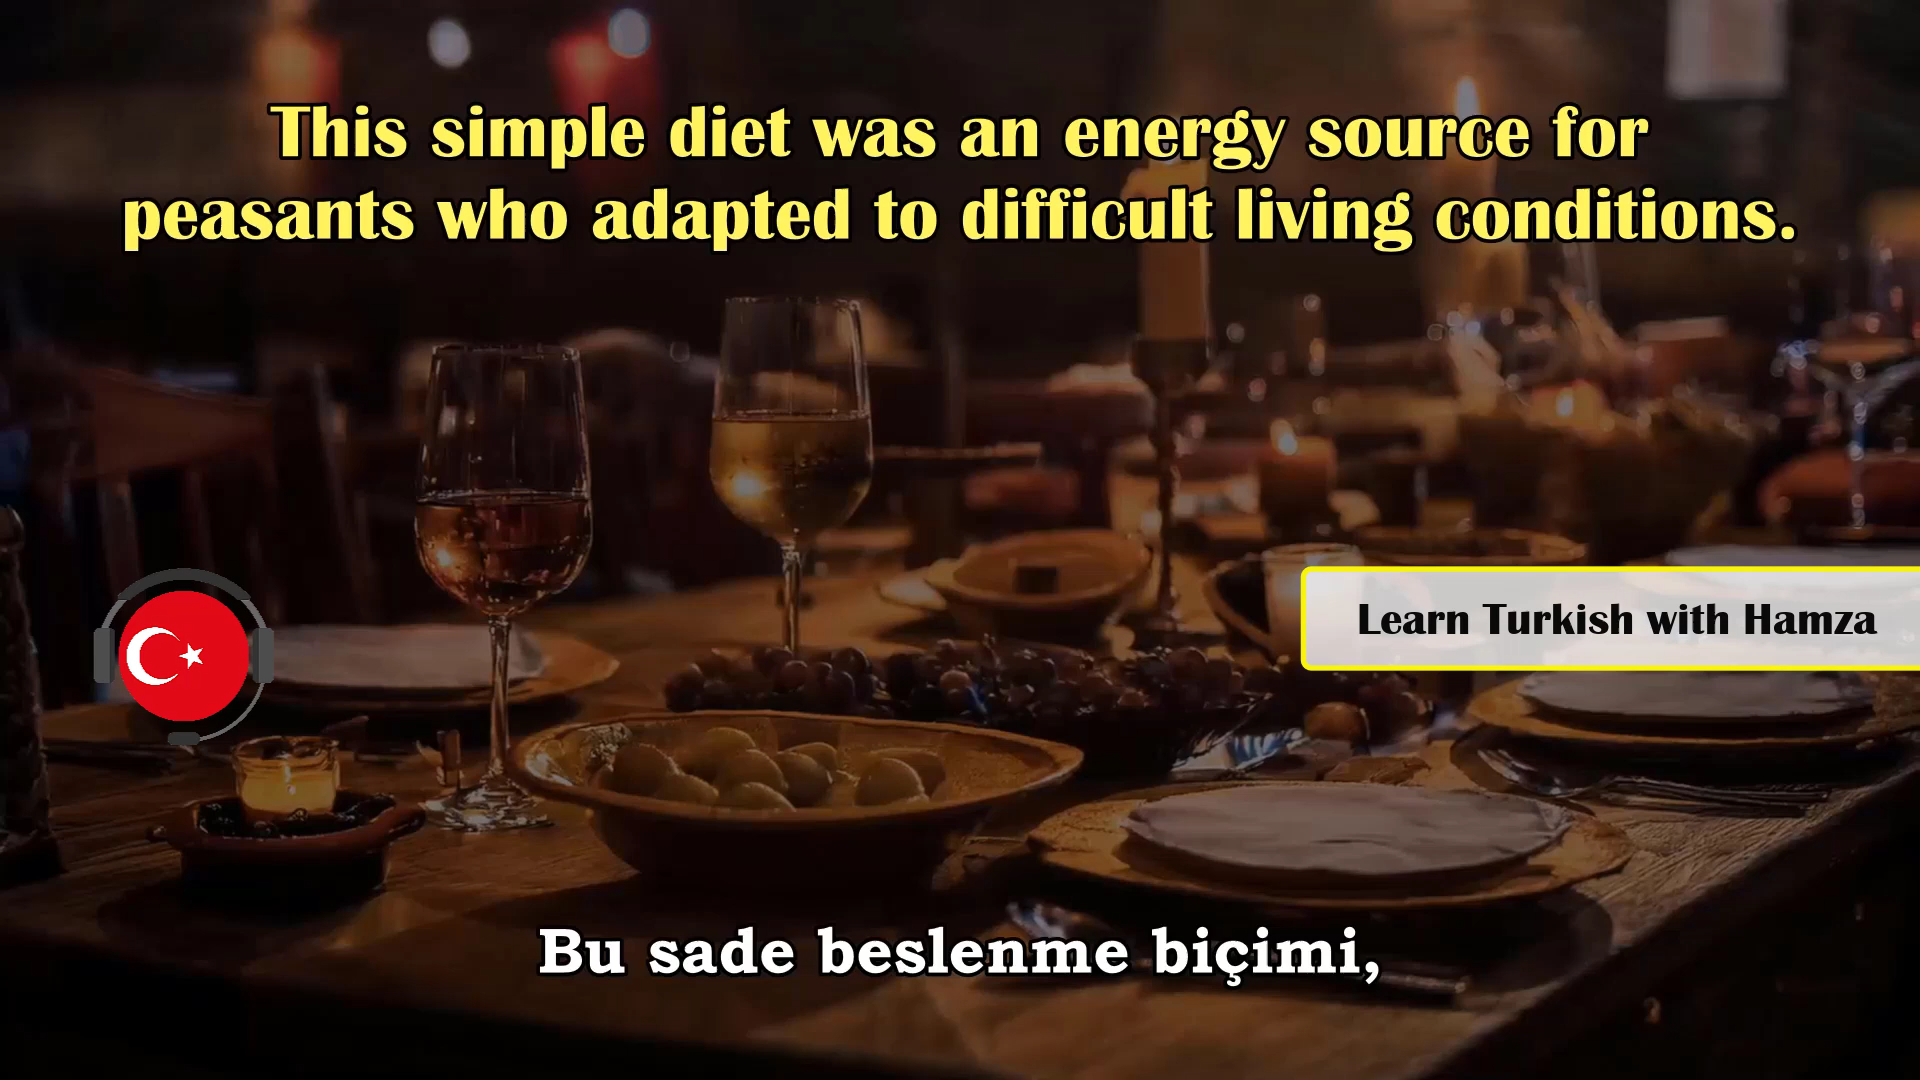 This simple diet was an energy source for
peasants who adapted to difficult living conditions.
Learn Turkish with Hamza
Bu sade beslenme biçimi,